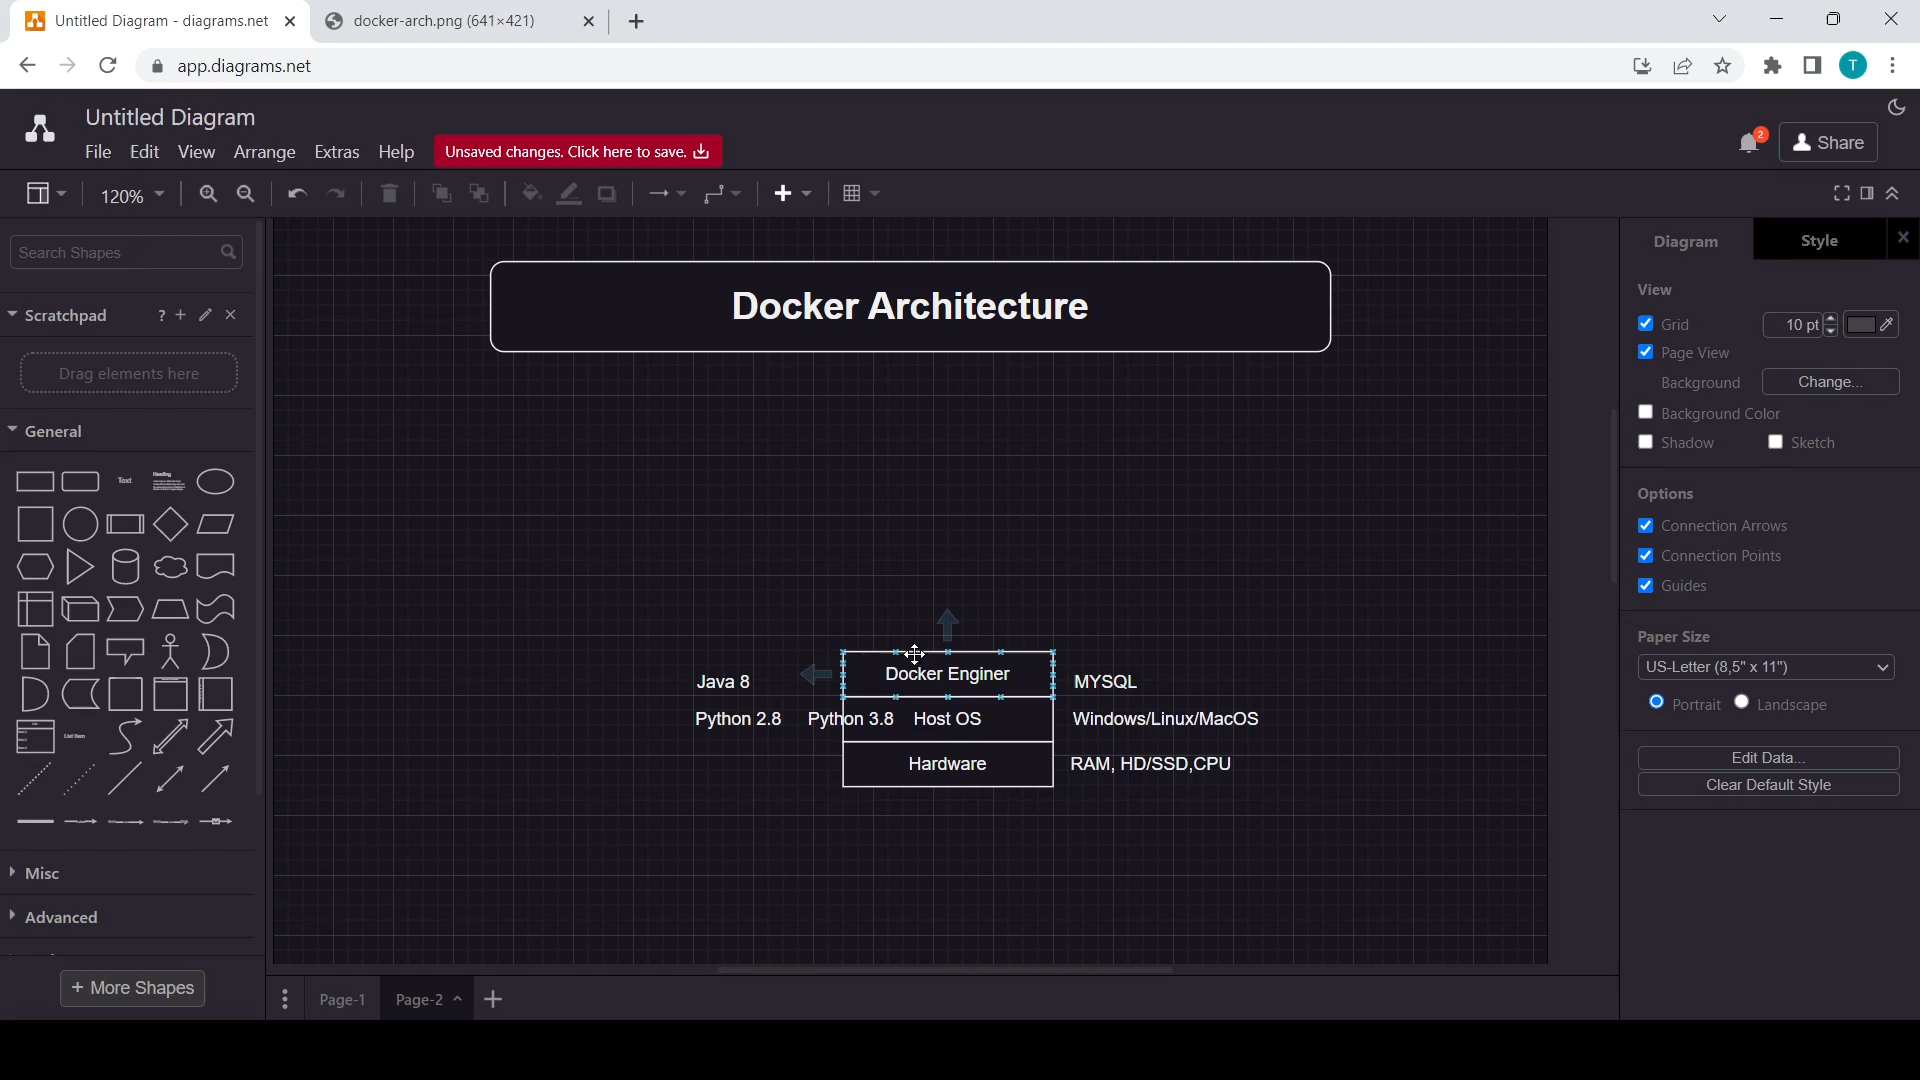 Untitled Diagram - diagrams.net
docker-arch.png (641×421)
app.diagrams.net
T
Untitled Diagram
File Edit View Arrange Extras Help
Unsaved changes. Click here to save.
2
Share
120%
Search Shapes
Scratchpad
?
Drag elements here
General
Text
Heading
List Item
Misc
Advanced
+ More Shapes
Docker Architecture
Docker Enginer
Java 8
MYSQL
Python 2.8
Python 3.8
Host OS
Windows/Linux/MacOS
Hardware
RAM, HD/SSD,CPU
Page-1
Page-2
Diagram
Style
View
Grid
10 pt
Page View
Background
Change...
Background Color
Shadow
Sketch
Options
Connection Arrows
Connection Points
Guides
Paper Size
US-Letter (8,5" x 11")
Portrait
Landscape
Edit Data...
Clear Default Style